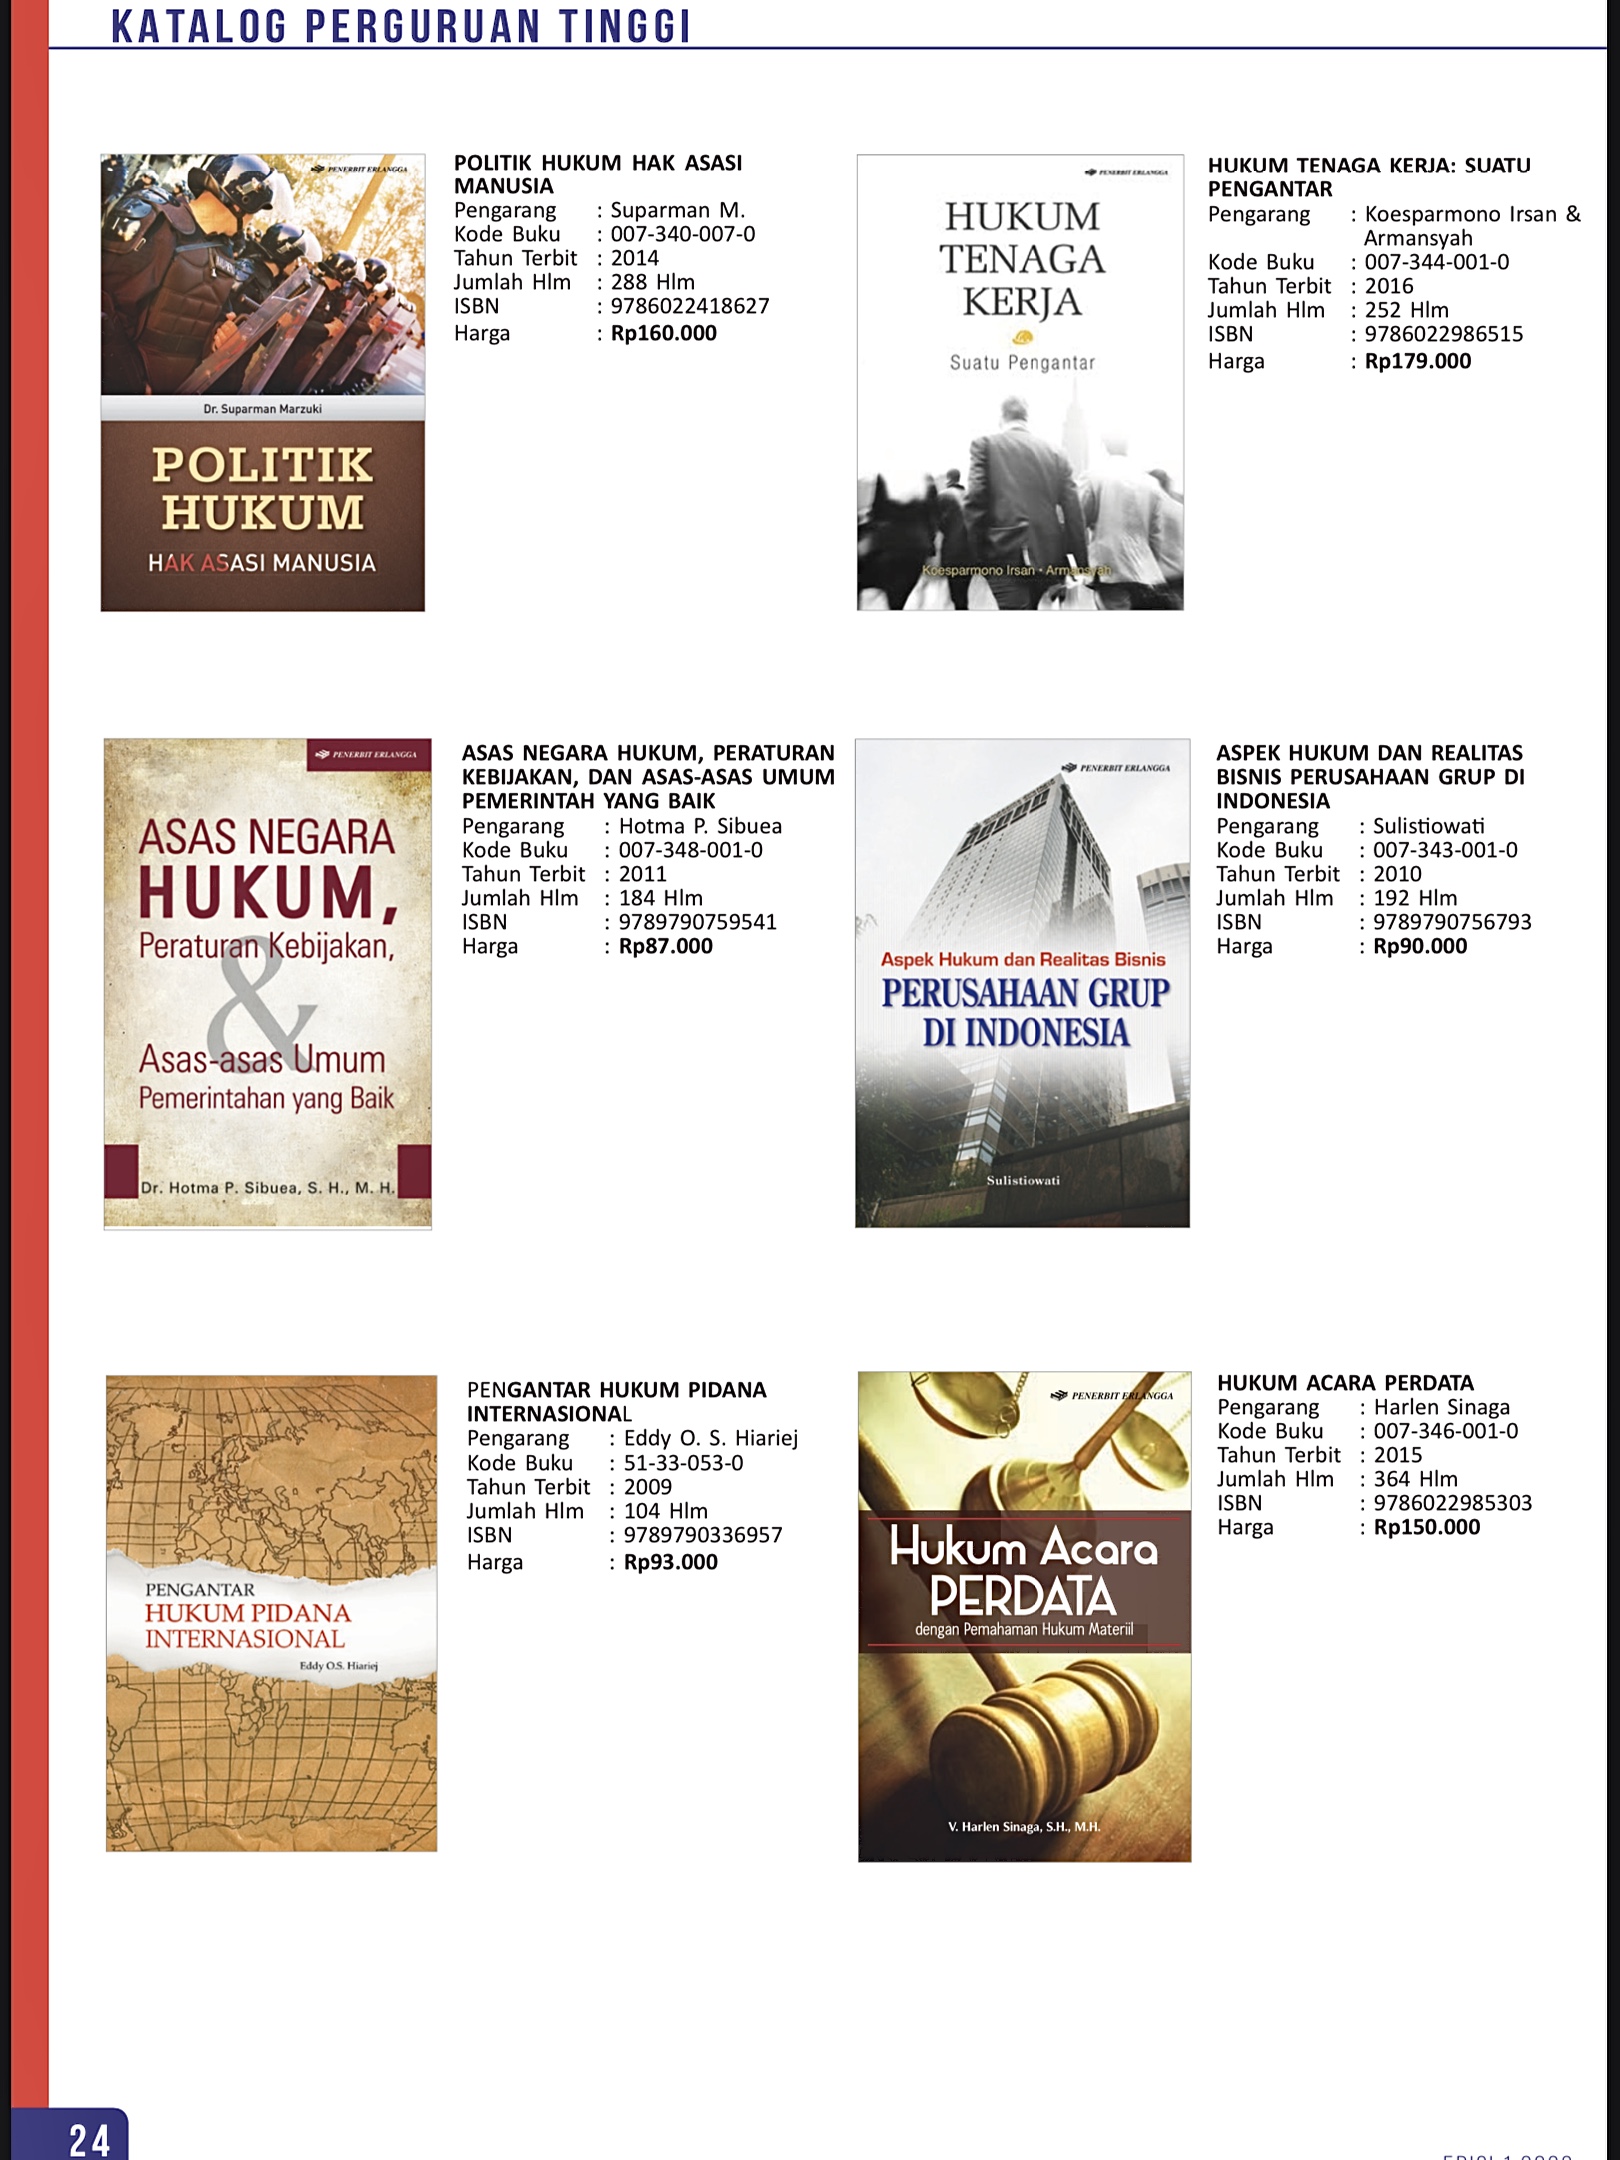 KATALOG PERGURUAN TINGGI
PENERBIT ERLANGGA
Dr. Suparman Marzuki
POLITIK
HUKUM
HAK ASASI MANUSIA
POLITIK HUKUM HAK ASASI
MANUSIA
Pengarang : Suparman M.
Kode Buku : 007-340-007-0
Tahun Terbit : 2014
Jumlah Hlm : 288 Hlm
ISBN : 9786022418627
Harga : Rp160.000
PENERBIT ERLANGGA
HUKUM
TENAGA
KERJA
Suatu Pengantar
Koesparmono Irsan • Armansyah
HUKUM TENAGA KERJA: SUATU
PENGANTAR
Pengarang : Koesparmono Irsan &
Armansyah
Kode Buku : 007-344-001-0
Tahun Terbit : 2016
Jumlah Hlm : 252 Hlm
ISBN : 9786022986515
Harga : Rp179.000
PENERBIT ERLANGGA
ASAS NEGARA
HUKUM,
Peraturan Kebijakan,
&
Asas-asas Umum
Pemerintahan yang Baik
Dr. Hotma P. Sibuea, S. H., M. H.
ASAS NEGARA HUKUM, PERATURAN
KEBIJAKAN, DAN ASAS-ASAS UMUM
PEMERINTAH YANG BAIK
Pengarang : Hotma P. Sibuea
Kode Buku : 007-348-001-0
Tahun Terbit : 2011
Jumlah Hlm : 184 Hlm
ISBN : 9789790759541
Harga : Rp87.000
PENERBIT ERLANGGA
Aspek Hukum dan Realitas Bisnis
PERUSAHAAN GRUP
DI INDONESIA
Sulistiowati
ASPEK HUKUM DAN REALITAS
BISNIS PERUSAHAAN GRUP DI
INDONESIA
Pengarang : Sulistiowati
Kode Buku : 007-343-001-0
Tahun Terbit : 2010
Jumlah Hlm : 192 Hlm
ISBN : 9789790756793
Harga : Rp90.000
PENGANTAR
HUKUM PIDANA
INTERNASIONAL
Eddy O.S. Hiariej
PENGANTAR HUKUM PIDANA
INTERNASIONAL
Pengarang : Eddy O. S. Hiariej
Kode Buku : 51-33-053-0
Tahun Terbit : 2009
Jumlah Hlm : 104 Hlm
ISBN : 9789790336957
Harga : Rp93.000
PENERBIT ERLANGGA
Hukum Acara
PERDATA
dengan Pemahaman Hukum Materiil
V. Harlen Sinaga, S.H., M.H.
HUKUM ACARA PERDATA
Pengarang : Harlen Sinaga
Kode Buku : 007-346-001-0
Tahun Terbit : 2015
Jumlah Hlm : 364 Hlm
ISBN : 9786022985303
Harga : Rp150.000
24